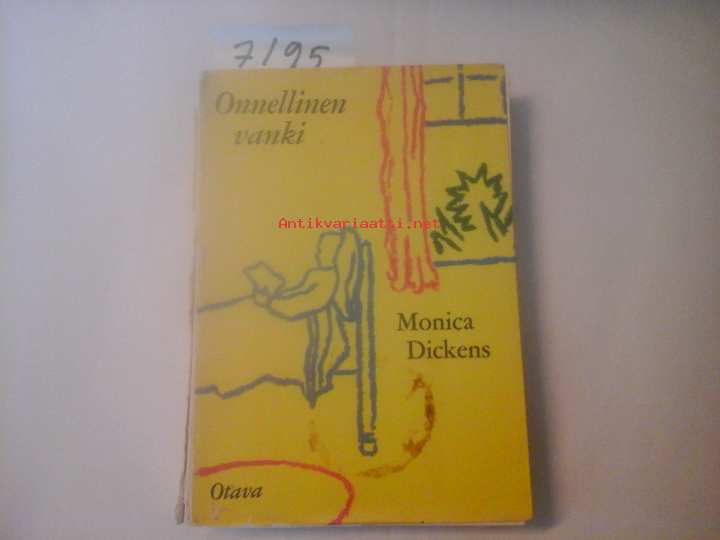 7/95
Onnellinen
vanki
Antikvariaatti.net
Monica
Dickens
Otava